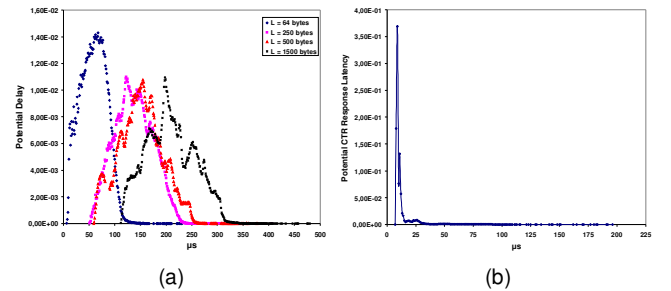 1,60E-02
1,40E-02
1,20E-02
1,00E-02
8,00E-03
6,00E-03
4,00E-03
2,00E-03
0,00E+00
Potential Delay
0 50 100 150 200 250 300 350 400 450 500
µs
L = 64 bytes
L = 250 bytes
L = 500 bytes
L = 1500 bytes
(a)
4,00E-01
3,50E-01
3,00E-01
2,50E-01
2,00E-01
1,50E-01
1,00E-01
5,00E-02
0,00E+00
Potential CTR Response Latency
0 25 50 75 100 125 150 175 200 225
µs
(b)